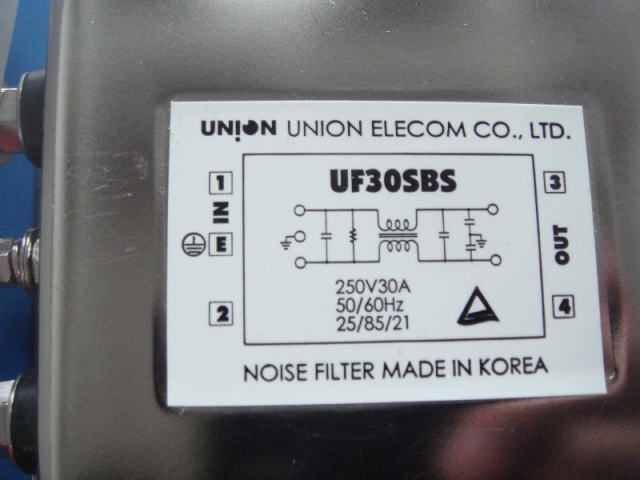 UNION UNION ELECOM CO., LTD.
UF30SBS
1 3
IN
E
OUT
2 4
250V30A
50/60Hz
25/85/21
NOISE FILTER MADE IN KOREA